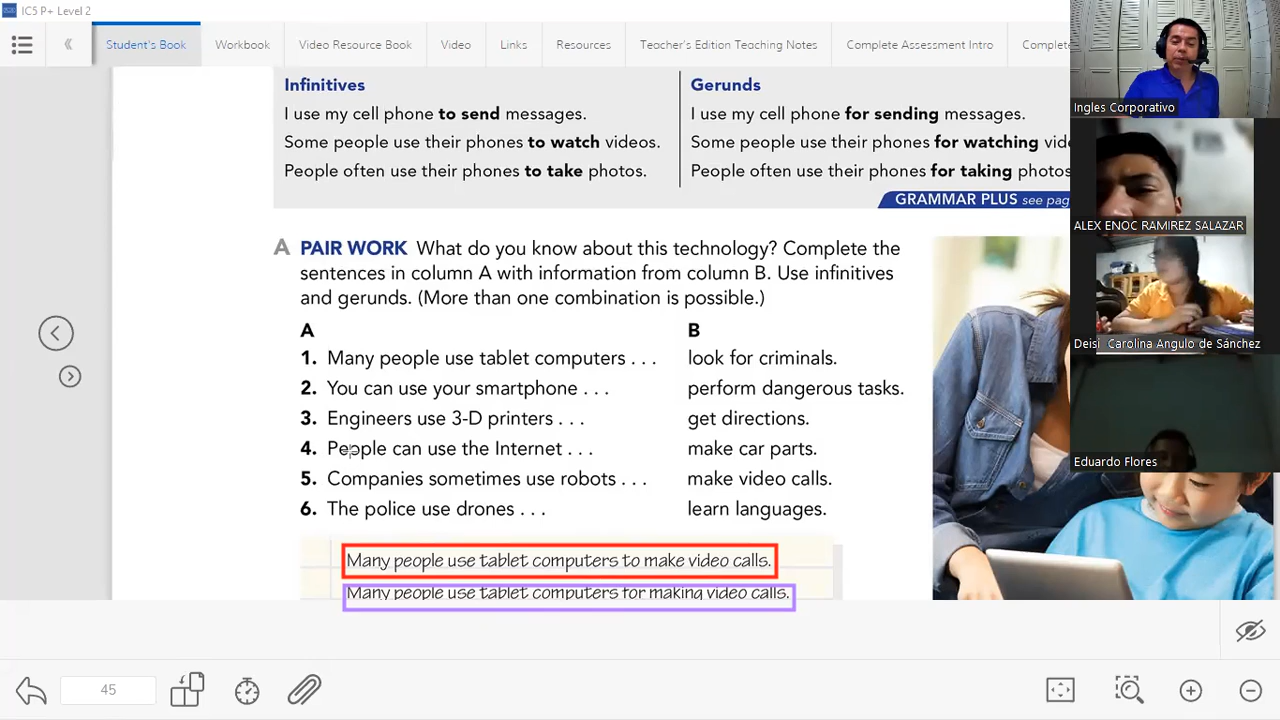 IC5 P+ Level 2
Student's Book Workbook Video Resource Book Video Links Resources Teacher's Edition Teaching Notes Complete Assessment Intro Complete
Infinitives
I use my cell phone to send messages.
Some people use their phones to watch videos.
People often use their phones to take photos.
Gerunds
I use my cell phone for sending messages.
Some people use their phones for watching
People often use their phones for taking photos
GRAMMAR PLUS see
A PAIR WORK What do you know about this technology? Complete the
sentences in column A with information from column B. Use infinitives
and gerunds. (More than one combination is possible.)
A
1. Many people use tablet computers . . .
2. You can use your smartphone . . .
3. Engineers use 3-D printers . . .
4. People can use the Internet . . .
5. Companies sometimes use robots . . .
6. The police use drones . . .
B
look for criminals.
perform dangerous tasks.
get directions.
make car parts.
make video calls.
learn languages.
Many people use tablet computers to make video calls.
Many people use tablet computers for making video calls.
45
Ingles Corporativo
ALEX ENOC RAMIREZ SALAZAR
Deisi Carolina Angulo de Sánchez
Eduardo Flores